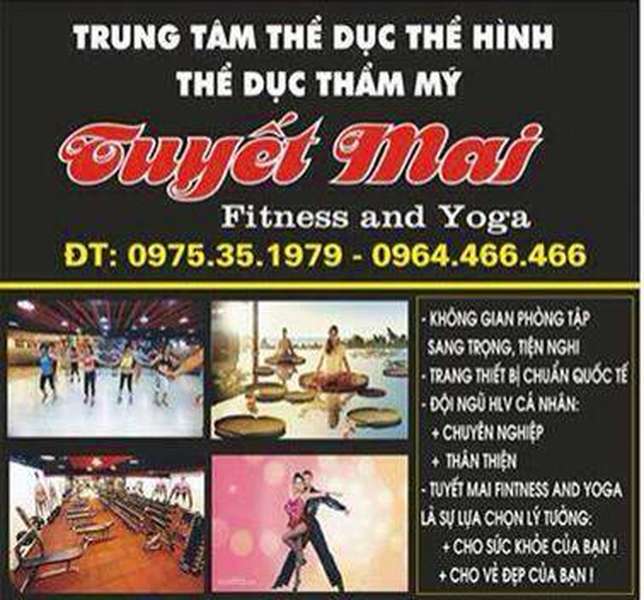 TRUNG TÂM THỂ DỤC THỂ HÌNH
THỂ DỤC THẨM MỸ
Tuyết Mai
Fitness and Yoga
ĐT: 0975.35.1979 - 0964.466.466
- KHÔNG GIAN PHÒNG TẬP
SANG TRỌNG, TIỆN NGHI
- TRANG THIẾT BỊ CHUẨN QUỐC TẾ
- ĐỘI NGŨ HLV CÁ NHÂN:
+ CHUYÊN NGHIỆP
+ THÂN THIỆN
- TUYẾT MAI FINTNESS AND YOGA
LÀ SỰ LỰA CHỌN LÝ TƯỞNG:
+ CHO SỨC KHỎE CỦA BẠN !
+ CHO VẺ ĐẸP CỦA BẠN !